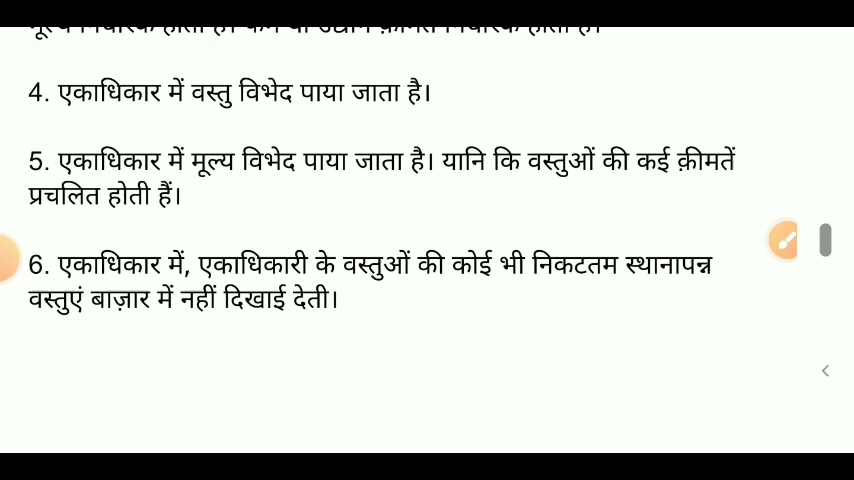 4. एकाधिकार में वस्तु विभेद पाया जाता है।
5. एकाधिकार में मूल्य विभेद पाया जाता है। यानि कि वस्तुओं की कई क़ीमतें
प्रचलित होती हैं।
6. एकाधिकार में, एकाधिकारी के वस्तुओं की कोई भी निकटतम स्थानापन्न
वस्तुएं बाज़ार में नहीं दिखाई देती।